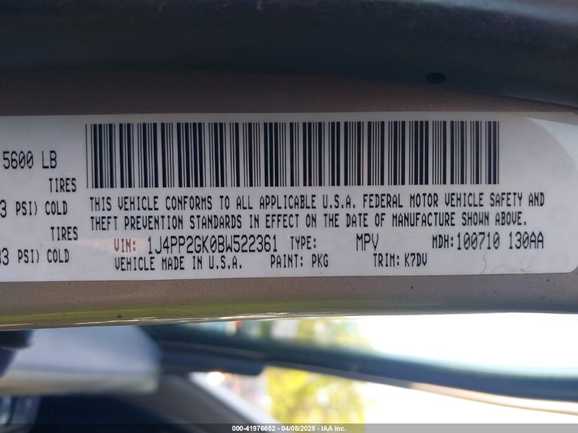 5600 LB
TIRES
3 PSI) COLD
TIRES
33 PSI) COLD
THIS VEHICLE CONFORMS TO ALL APPLICABLE U.S.A. FEDERAL MOTOR VEHICLE SAFETY AND
THEFT PREVENTION STANDARDS IN EFFECT ON THE DATE OF MANUFACTURE SHOWN ABOVE.
VIN: 1J4PP2GK0BW522361 TYPE: MPV MDH:100710 130AA
VEHICLE MADE IN U.S.A. PAINT: PKG TRIM: K7DV
000-41976652 - 04/08/2025 - IAA Inc.